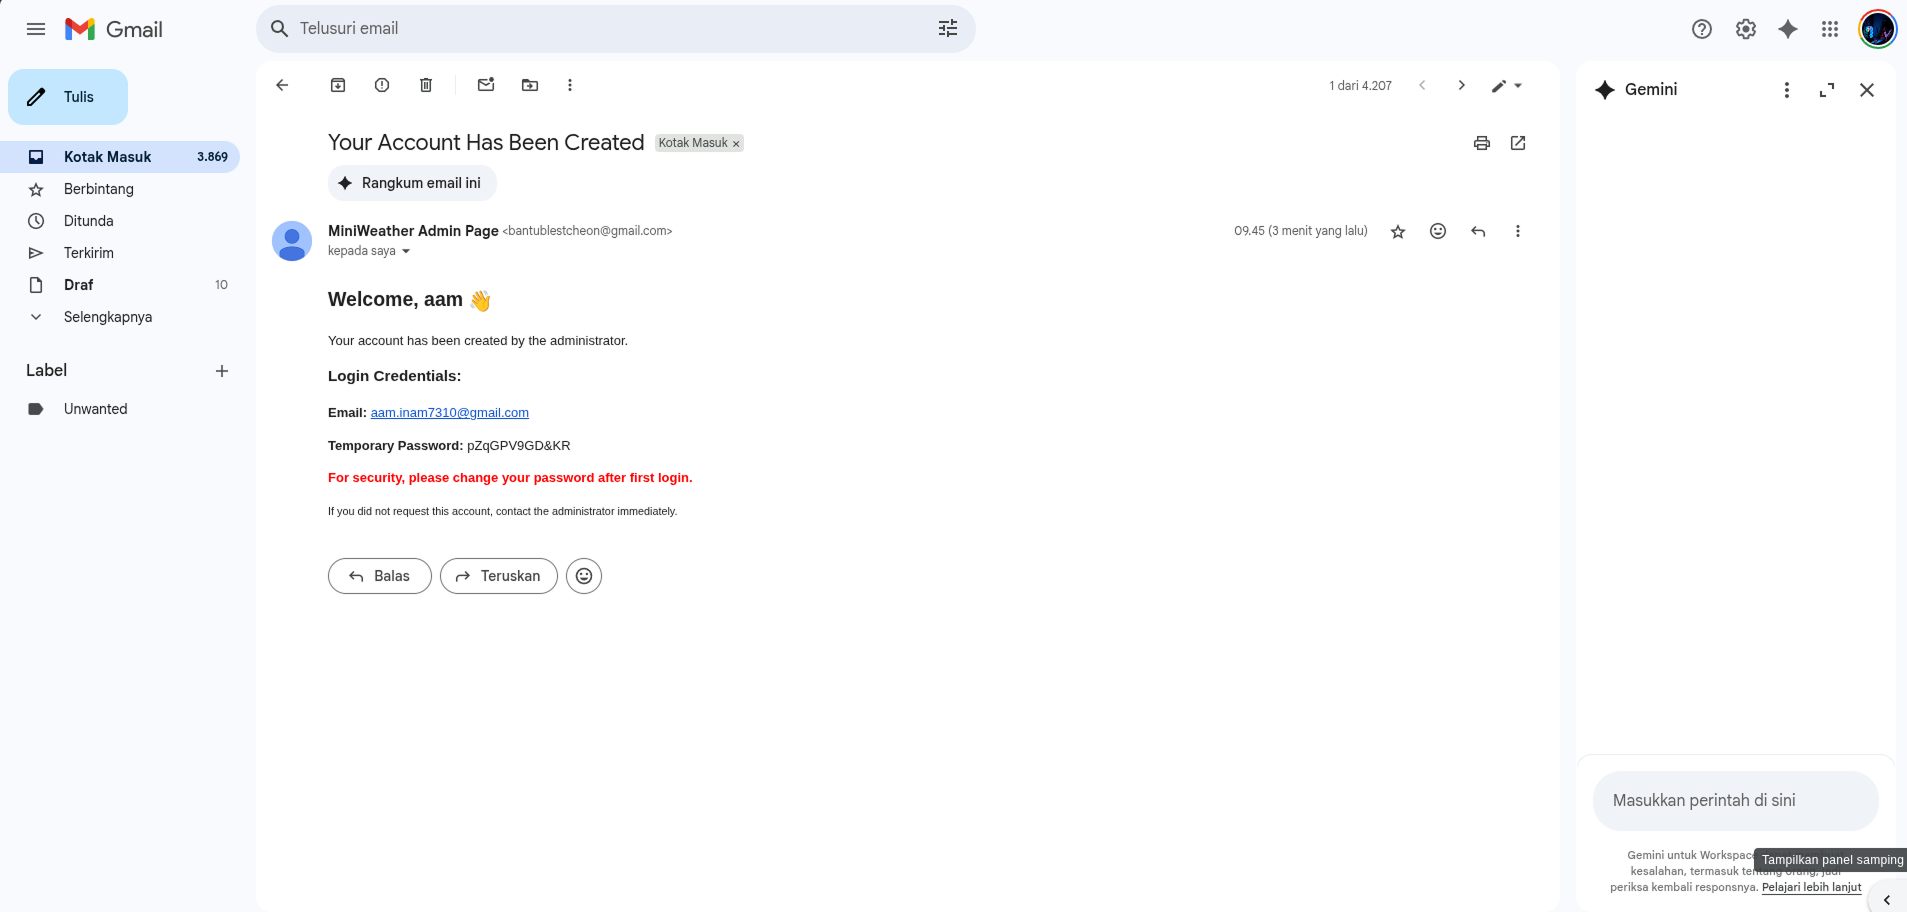 Gmail
Telusuri email
Tulis
Kotak Masuk 3.869
Berbintang
Ditunda
Terkirim
Draf 10
Selengkapnya
Label
Unwanted
1 dari 4.207
Your Account Has Been Created Kotak Masuk ×
Rangkum email ini
MiniWeather Admin Page <bantublestcheon@gmail.com> 09.45 (3 menit yang lalu)
kepada saya
Welcome, aam 👋
Your account has been created by the administrator.
Login Credentials:
Email: aam.inam7310@gmail.com
Temporary Password: pZqGPV9GD&KR
For security, please change your password after first login.
If you did not request this account, contact the administrator immediately.
Balas Teruskan
Gemini
Masukkan perintah di sini
Gemini untuk Workspace
Tampilkan panel samping
kesalahan, termasuk tentang orang, jadi
periksa kembali responsnya. Pelajari lebih lanjut